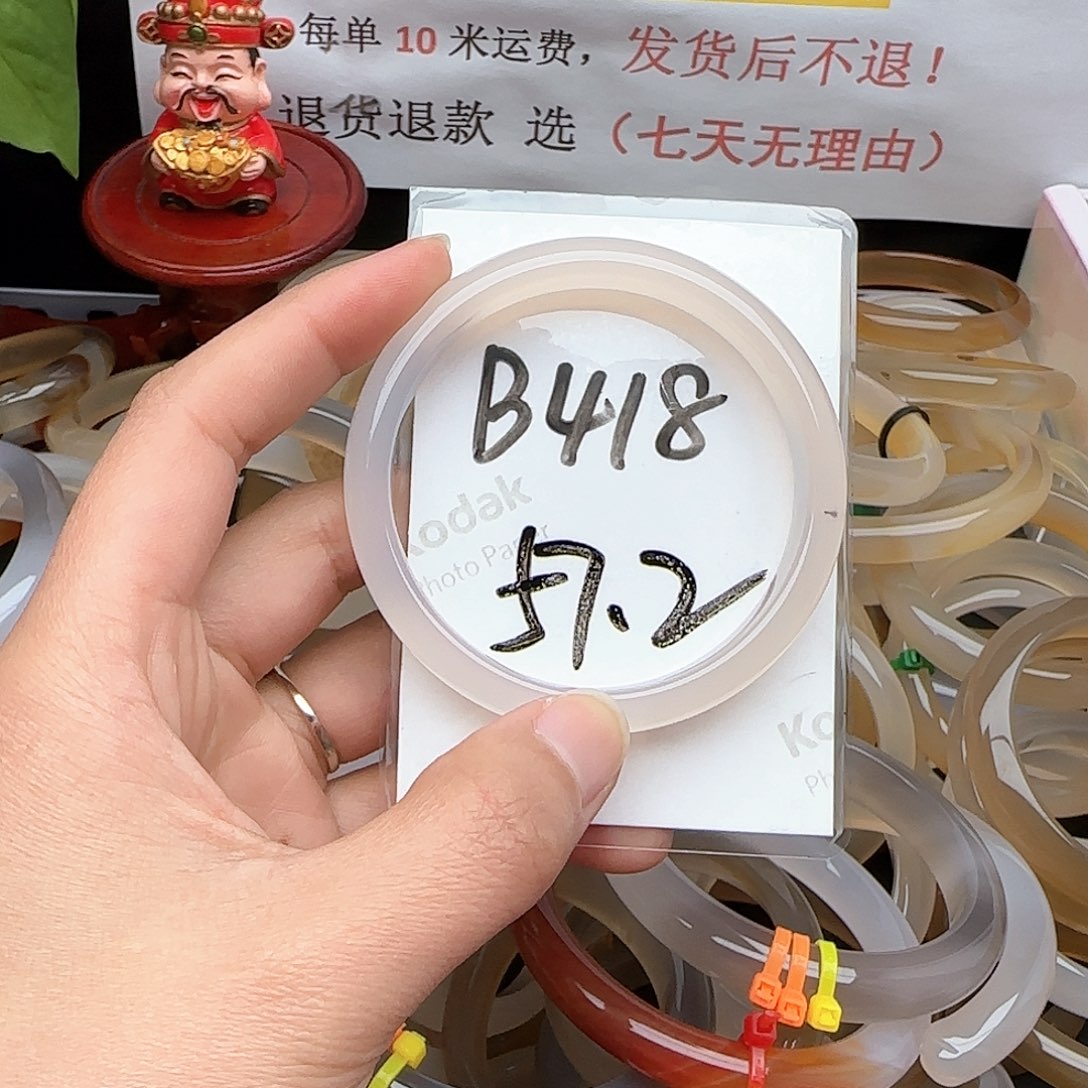 每单 10 米运费，发货后不退！
退货退款 选（七天无理由）
B418
Kodak
Photo Paper
57.2
Ko
Ph